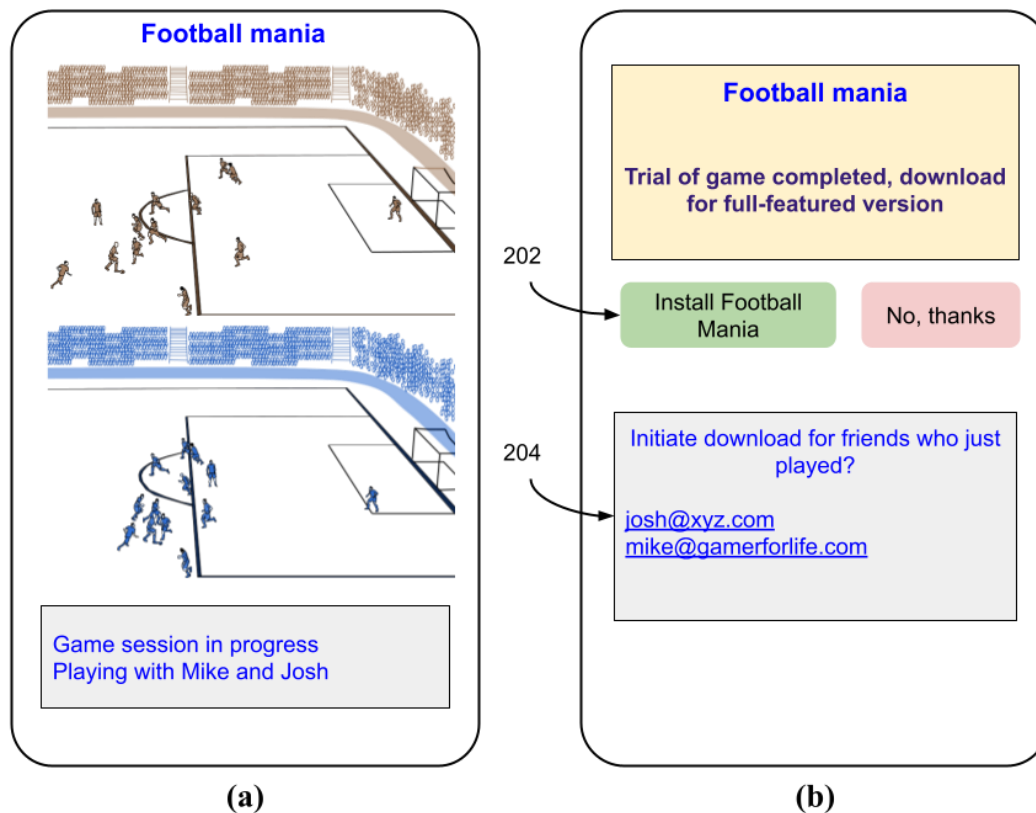 Football mania
Game session in progress
Playing with Mike and Josh
(a)
Football mania
Trial of game completed, download
for full-featured version
202
Install Football
Mania
No, thanks
204
Initiate download for friends who just
played?
josh@xyz.com
mike@gamerforlife.com
(b)